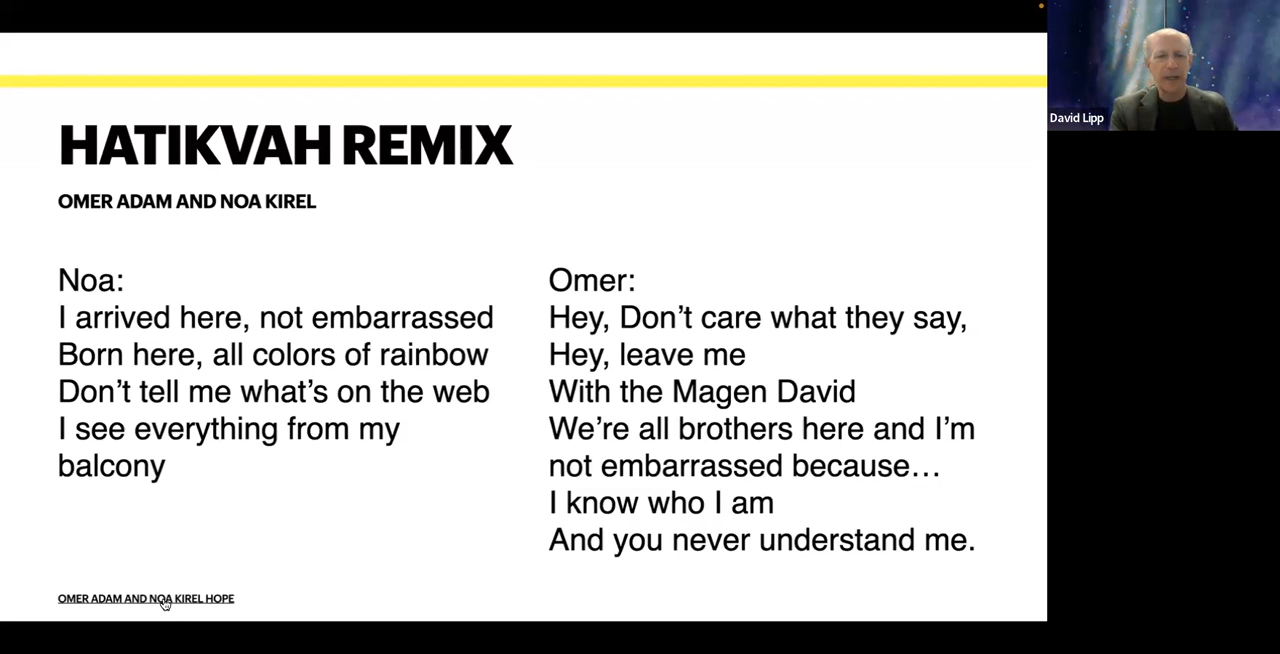 HATIKVAH REMIX
OMER ADAM AND NOA KIREL
Noa:
I arrived here, not embarrassed
Born here, all colors of rainbow
Don't tell me what's on the web
I see everything from my
balcony
Omer:
Hey, Don't care what they say,
Hey, leave me
With the Magen David
We're all brothers here and I'm
not embarrassed because…
I know who I am
And you never understand me.
OMER ADAM AND NOA KIREL HOPE
David Lipp